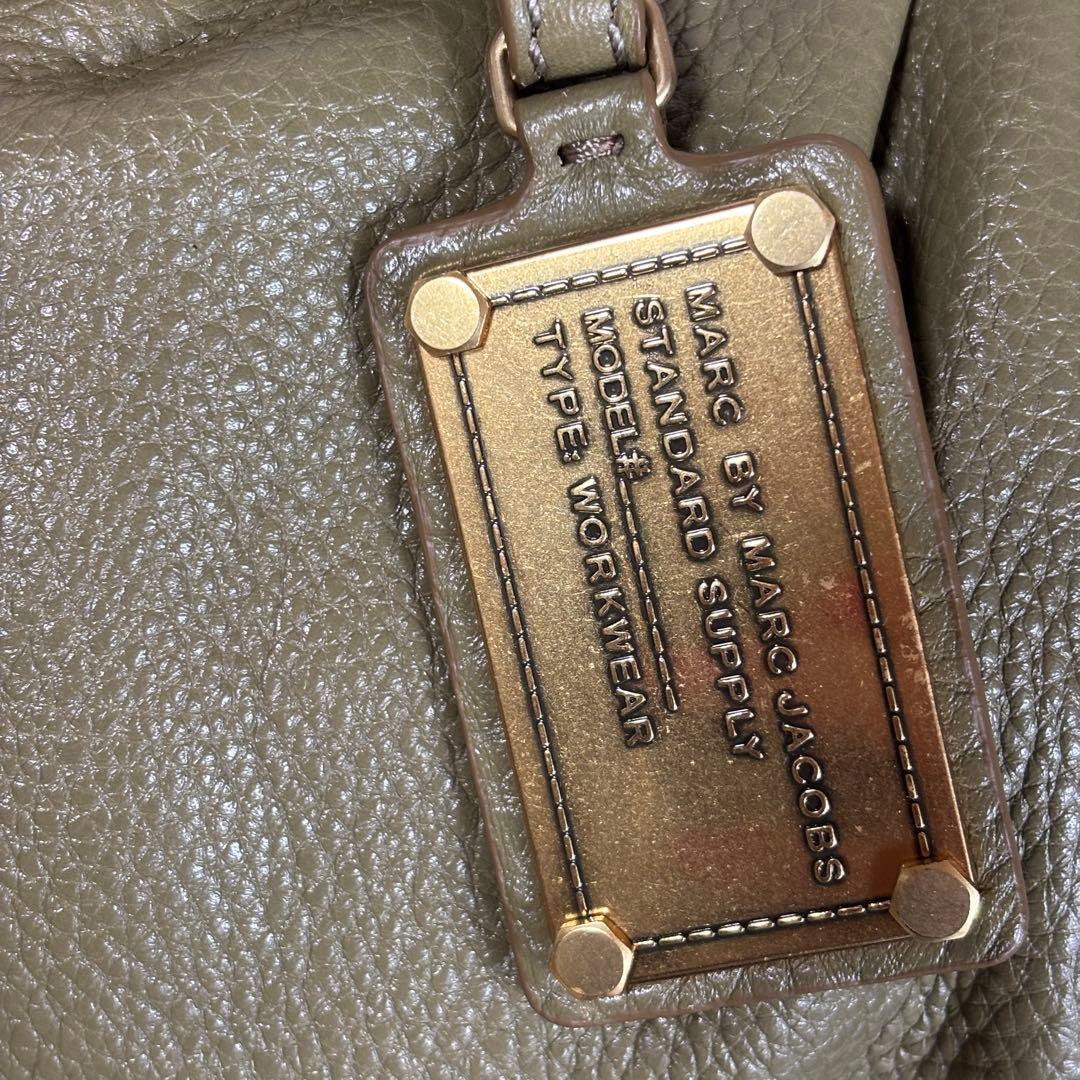 MARC BY MARC JACOBS
STANDARD SUPPLY
MODEL#
TYPE: WORKWEAR